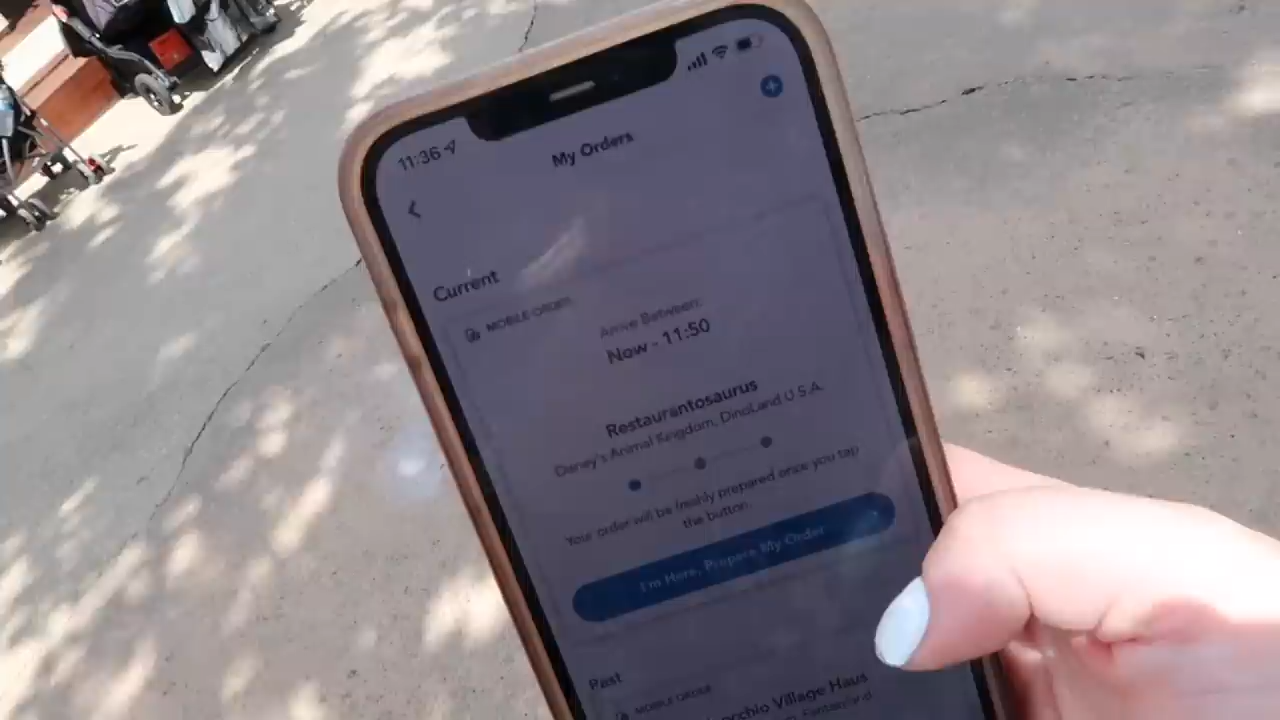 11:36
My Orders
Current
MOBILE ORDER
Arrive Between:
Now - 11:50
Restaurantosaurus
Disney's Animal Kingdom, DinoLand U.S.A.
Your order will be freshly prepared once you tap
the button.
I'm Here, Prepare My Order
Past
MOBILE ORDER
occhio Village Haus
Fantasyland